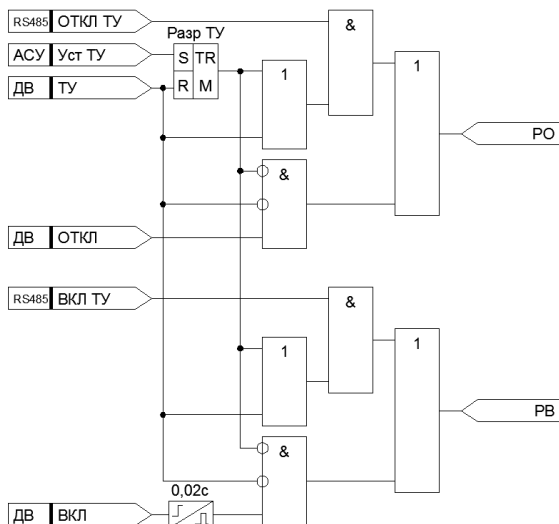 RS485 ОТКЛ ТУ
&
Разр ТУ
АСУ Уст ТУ
S TR
1
1
ДВ ТУ
R М
РО
&
ДВ ОТКЛ
RS485 ВКЛ ТУ
&
1
1
РВ
&
0,02с
ДВ ВКЛ